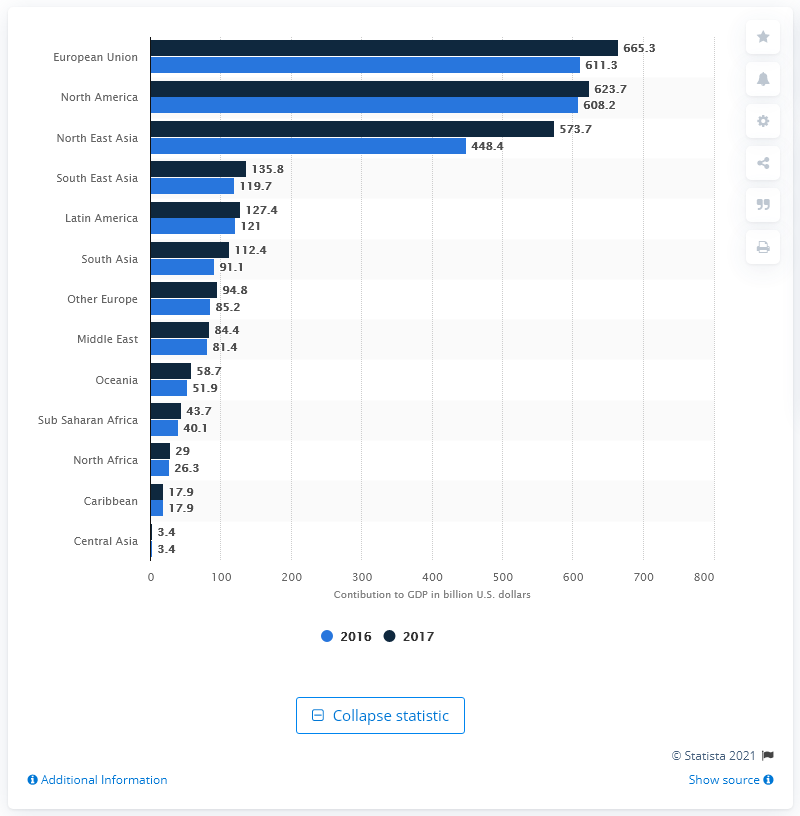 European Union 665.3
611.3
North America 623.7
608.2
North East Asia 573.7
448.4
South East Asia 135.8
119.7
Latin America 127.4
121
South Asia 112.4
91.1
Other Europe 94.8
85.2
Middle East 84.4
81.4
Oceania 58.7
51.9
Sub Saharan Africa 43.7
40.1
North Africa 29
26.3
Caribbean 17.9
17.9
Central Asia 3.4
3.4
0 100 200 300 400 500 600 700 800
Contibution to GDP in billion U.S. dollars
2016 2017
Collapse statistic
© Statista 2021
Additional Information Show source